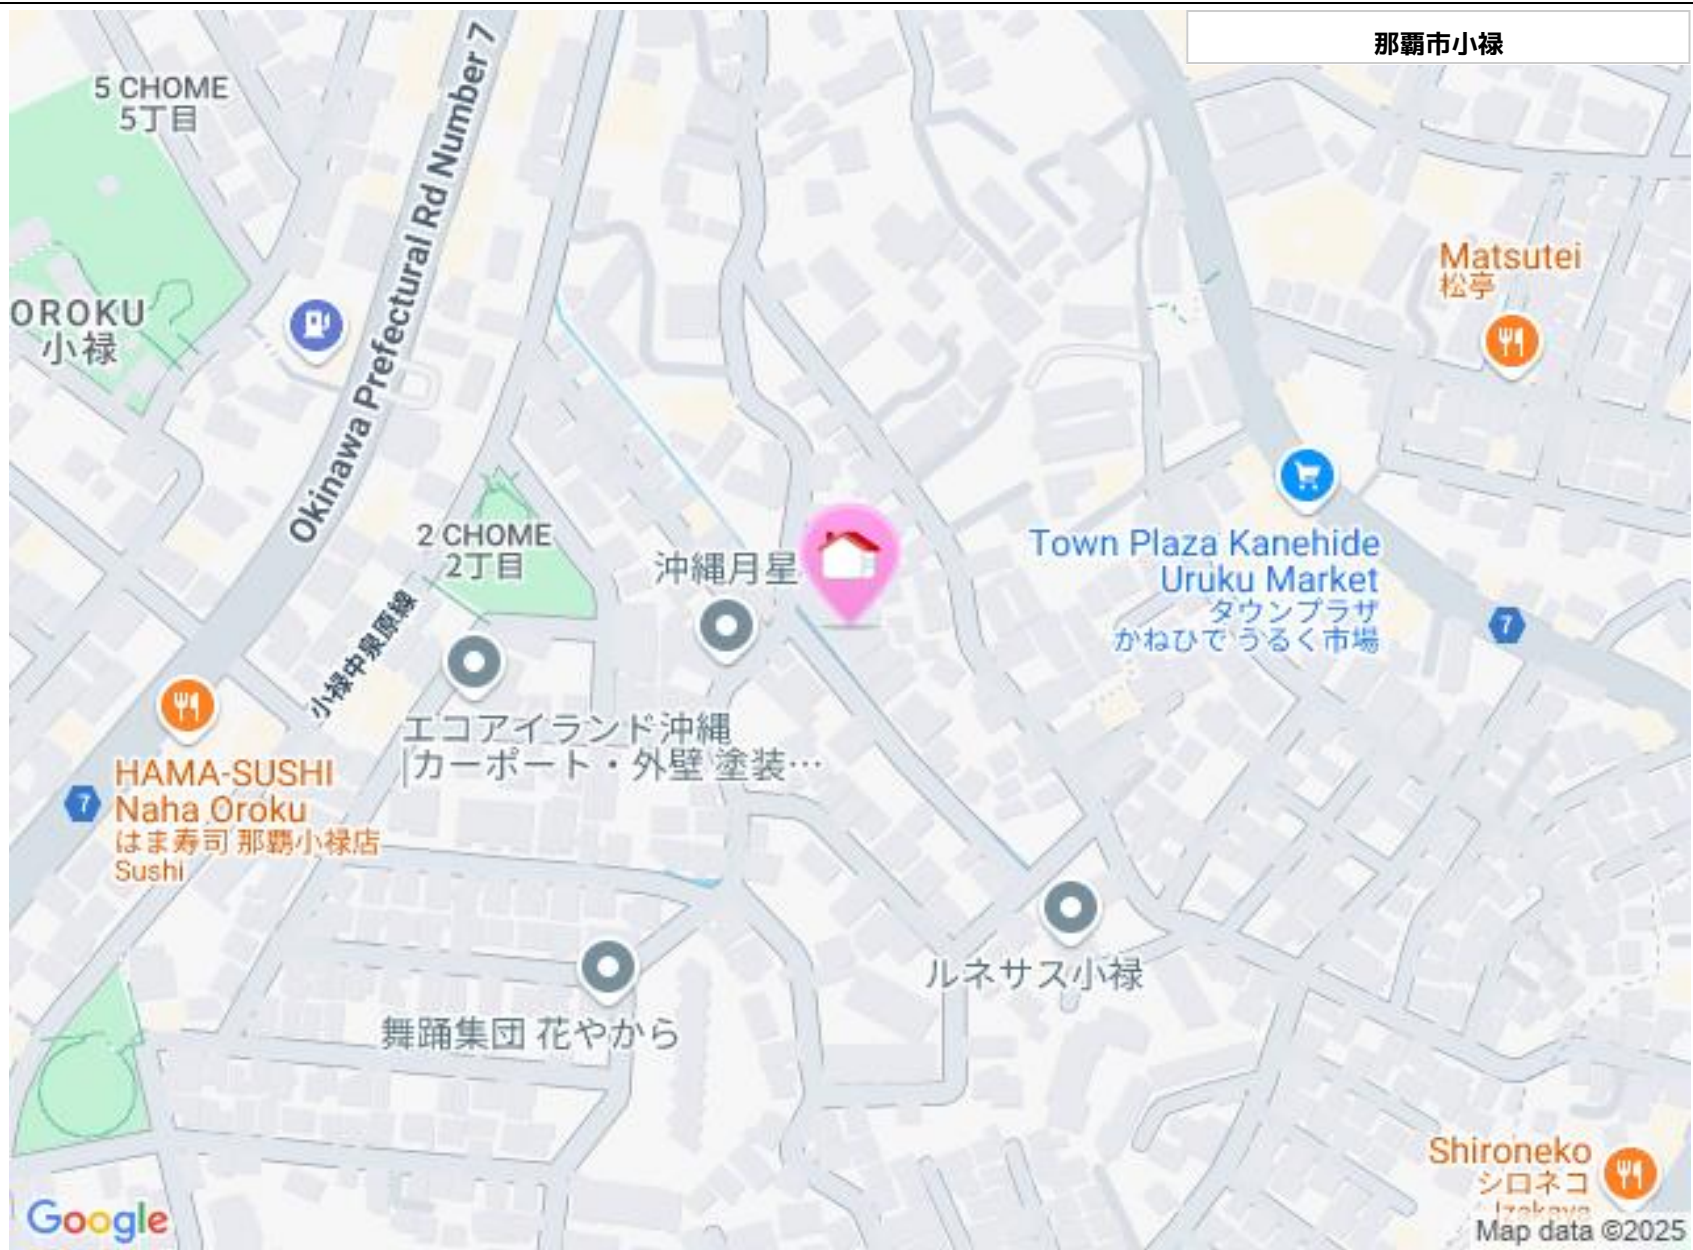 那覇市小禄
5 CHOME
5丁目
Okinawa Prefectural Rd Number 7
Matsutei
松亭
OROKU
小禄
2 CHOME
2丁目
沖縄月星
Town Plaza Kanehide
Uruku Market
タウンプラザ
かねひで うるく市場
7
小禄中泉原線
エコアイランド沖縄
|カーポート・外壁 塗装…
HAMA-SUSHI
Naha Oroku
はま寿司 那覇小禄店
Sushi
7
ルネサス小禄
舞踊集団 花やから
Shironeko
シロネコ
Izakaya
Google
Map data ©2025